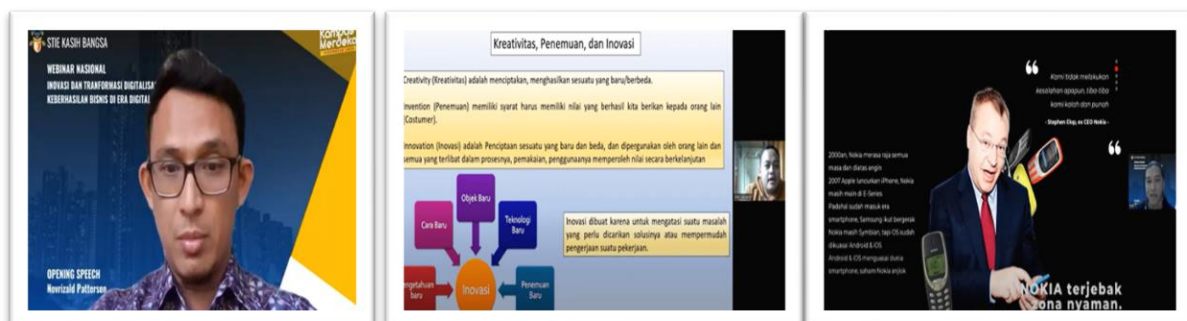 STIE KASIH BANGSA
Kampus
Merdeka
WEBINAR NASIONAL
INOVASI DAN TRANFORMASI DIGITALISA
KEBERHASILAN BISNIS DI ERA DIGITAL
OPENING SPEECH
Novrizald Patterson
Kreativitas, Penemuan, dan Inovasi
Creativity (Kreativitas) adalah menciptakan, menghasilkan sesuatu yang baru/berbeda.
Invention (Penemuan) memiliki syarat harus memiliki nilai yang berhasil kita berikan kepada orang lain
(Costumer).
Innovation (Inovasi) adalah Penciptaan sesuatu yang baru dan beda, dan dipergunakan oleh orang lain dan
semua yang terlibat dalam prosesnya, pemakaian, penggunaanya memperoleh nilai secara berkelanjutan
Objek Baru
Cara Baru
Teknologi
Baru
engetahuan
baru
Inovasi
Penemuan
Baru
Inovasi dibuat karena untuk mengatasi suatu masalah
yang perlu dicarikan solusinya atau mempermudah
pengerjaan suatu pekerjaan.
“
Kami tidak melakukan
kesalahan apapun, tiba-tiba
kami kalah dan punah
- Stephen Elop, ex CEO Nokia -
“
2000an, Nokia merasa raja semua
masa dan diatas angin
2007 Apple luncurkan iPhone, Nokia
masih main di E-Series
Padahal sudah masuk era
smartphone, Samsung ikut bergerak
Nokia masih Symbian, tapi OS sudah
dikuasai Android & iOS
Android & iOS menguasai dunia
smartphone, saham Nokia anjlok
NOKIA terjebak
zona nyaman.